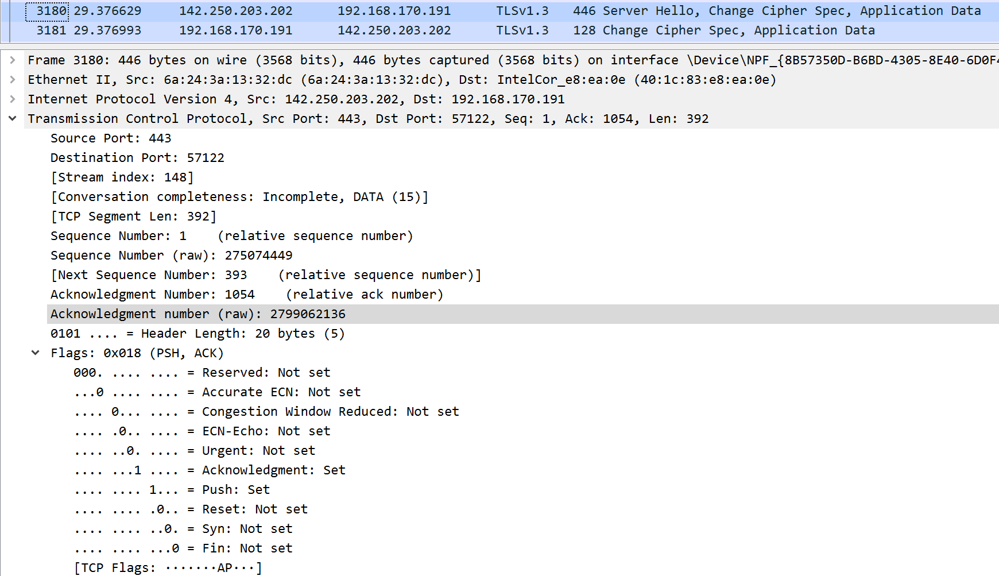 3180 29.376629 142.250.203.202 192.168.170.191 TLSv1.3 446 Server Hello, Change Cipher Spec, Application Data
3181 29.376993 192.168.170.191 142.250.203.202 TLSv1.3 128 Change Cipher Spec, Application Data
Frame 3180: 446 bytes on wire (3568 bits), 446 bytes captured (3568 bits) on interface \Device\NPF_{8B57350D-B6BD-4305-8E40-6D0F4
Ethernet II, Src: 6a:24:3a:13:32:dc (6a:24:3a:13:32:dc), Dst: IntelCor_e8:ea:0e (40:1c:83:e8:ea:0e)
Internet Protocol Version 4, Src: 142.250.203.202, Dst: 192.168.170.191
Transmission Control Protocol, Src Port: 443, Dst Port: 57122, Seq: 1, Ack: 1054, Len: 392
Source Port: 443
Destination Port: 57122
[Stream index: 148]
[Conversation completeness: Incomplete, DATA (15)]
[TCP Segment Len: 392]
Sequence Number: 1 (relative sequence number)
Sequence Number (raw): 275074449
[Next Sequence Number: 393 (relative sequence number)]
Acknowledgment Number: 1054 (relative ack number)
Acknowledgment number (raw): 2799062136
0101 .... = Header Length: 20 bytes (5)
Flags: 0x018 (PSH, ACK)
000. .... .... = Reserved: Not set
...0 .... .... = Accurate ECN: Not set
.... 0... .... = Congestion Window Reduced: Not set
.... .0.. .... = ECN-Echo: Not set
.... ..0. .... = Urgent: Not set
.... ...1 .... = Acknowledgment: Set
.... .... 1... = Push: Set
.... .... .0.. = Reset: Not set
.... .... ..0. = Syn: Not set
.... .... ...0 = Fin: Not set
[TCP Flags: ·······AP···]